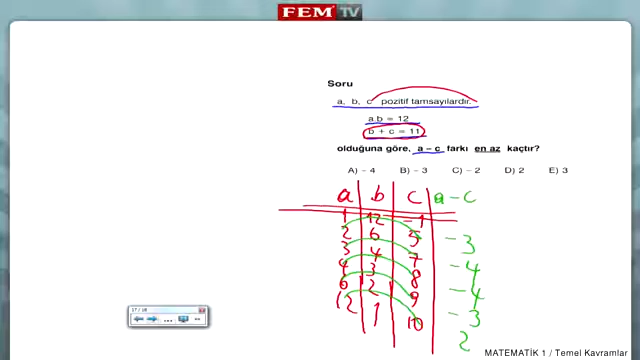 FEM TV
Soru
a, b, c pozitif tamsayılardır.
a.b = 12
b + c = 11
olduğuna göre, a – c farkı en az kaçtır?
A) – 4 B) – 3 C) – 2 D) 2 E) 3
a b c a – c
1 12 –1
2 6 5 –3
3 4 7 –4
4 3 8 –4
6 2 9 –3
12 1 10 2
17 / 18
MATEMATİK 1 / Temel Kavramlar